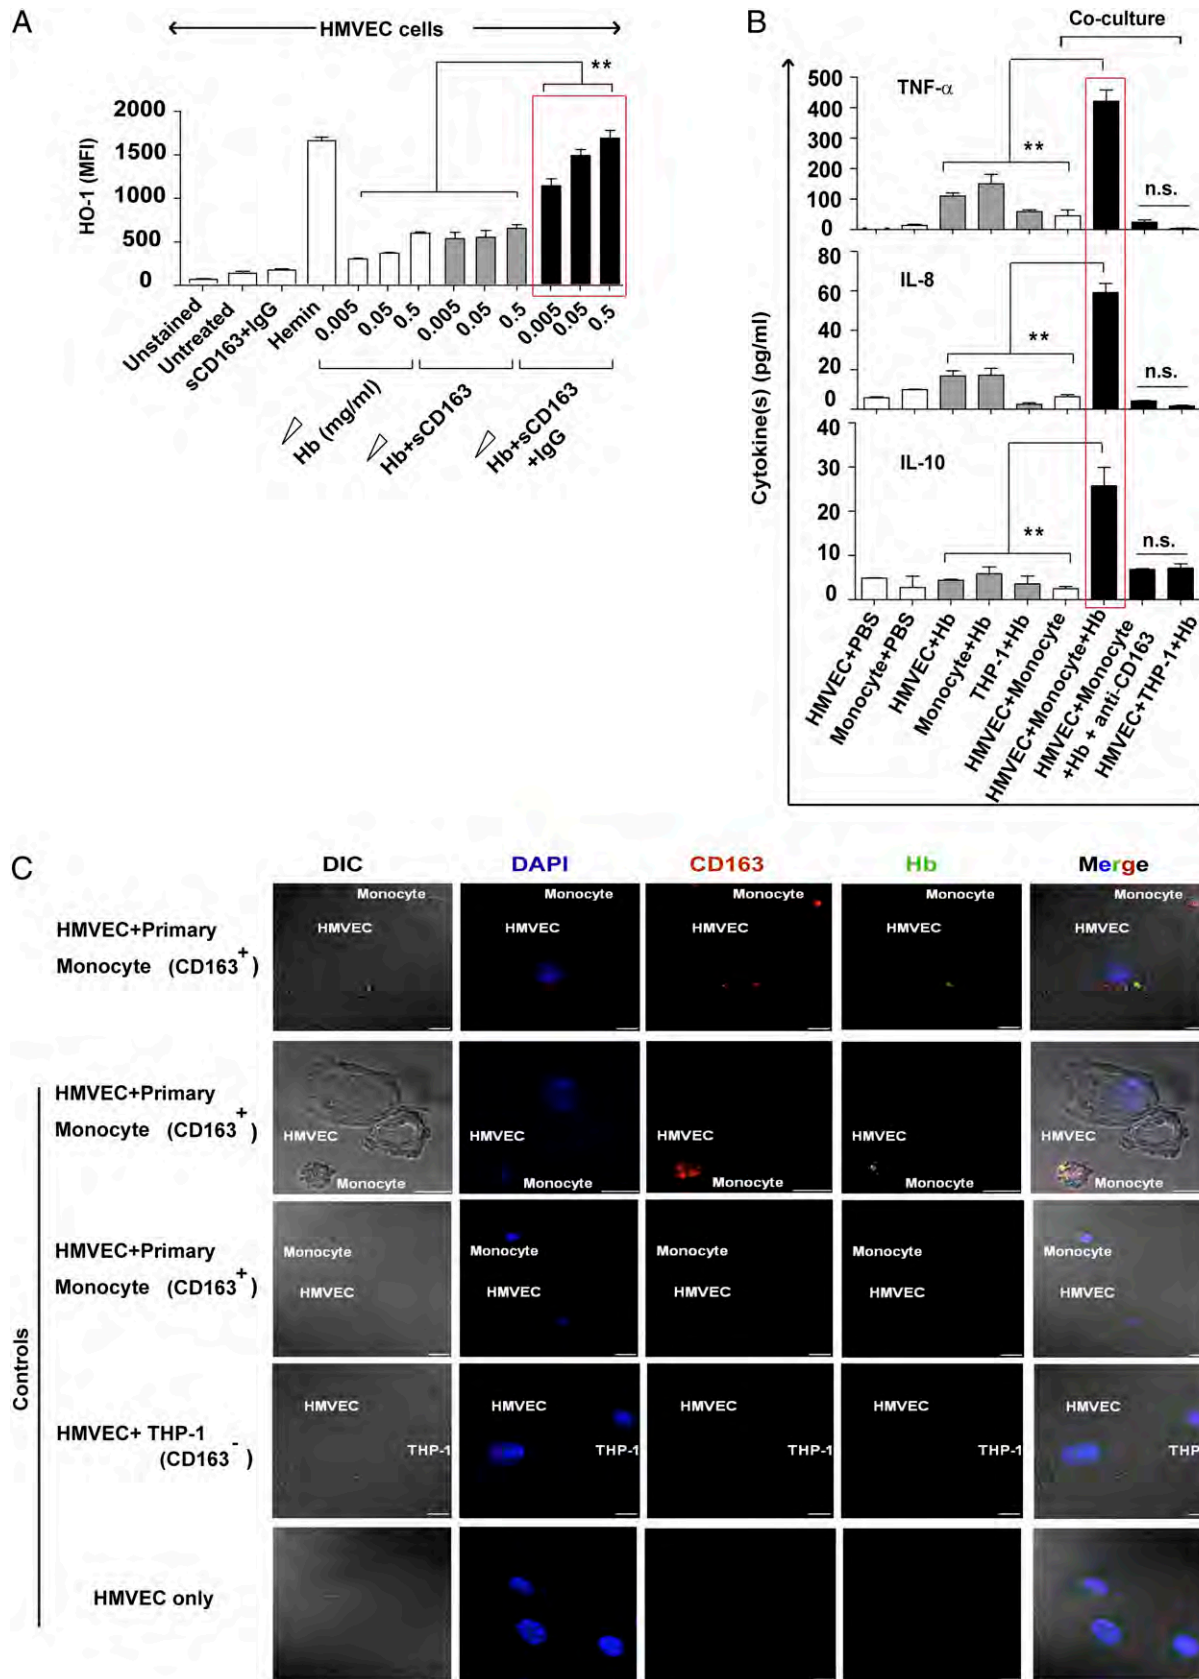 A
HMVEC cells
**
HO-1 (MFI)
2000
1500
1000
500
0
Unstained
Untreated
sCD163+IgG
Hemin
0.005
0.05
0.5
0.005
0.05
0.5
0.005
0.05
0.5
Hb (mg/ml)
Hb+sCD163
Hb+sCD163
+IgG
B
Co-culture
Cytokine(s) (pg/ml)
TNF-α
500
400
300
200
100
0
**
n.s.
IL-8
80
60
40
20
0
**
n.s.
IL-10
40
30
20
10
0
**
n.s.
HMVEC+PBS
Monocyte+PBS
HMVEC+Hb
Monocyte+Hb
THP-1+Hb
HMVEC+Monocyte
HMVEC+Monocyte+Hb
HMVEC+Monocyte
+Hb + anti-CD163
HMVEC+THP-1+Hb
C
DIC DAPI CD163 Hb Merge
HMVEC+Primary
Monocyte (CD163+)
Monocyte Monocyte Monocyte Monocyte Monocyte
HMVEC HMVEC HMVEC HMVEC HMVEC
Controls
HMVEC+Primary
Monocyte (CD163+)
HMVEC HMVEC HMVEC HMVEC HMVEC
Monocyte Monocyte Monocyte Monocyte Monocyte
HMVEC+Primary
Monocyte (CD163+)
Monocyte Monocyte Monocyte Monocyte Monocyte
HMVEC HMVEC HMVEC HMVEC HMVEC
HMVEC+ THP-1
(CD163-)
HMVEC HMVEC HMVEC HMVEC HMVEC
THP-1 THP-1 THP-1 THP-1 THP
HMVEC only